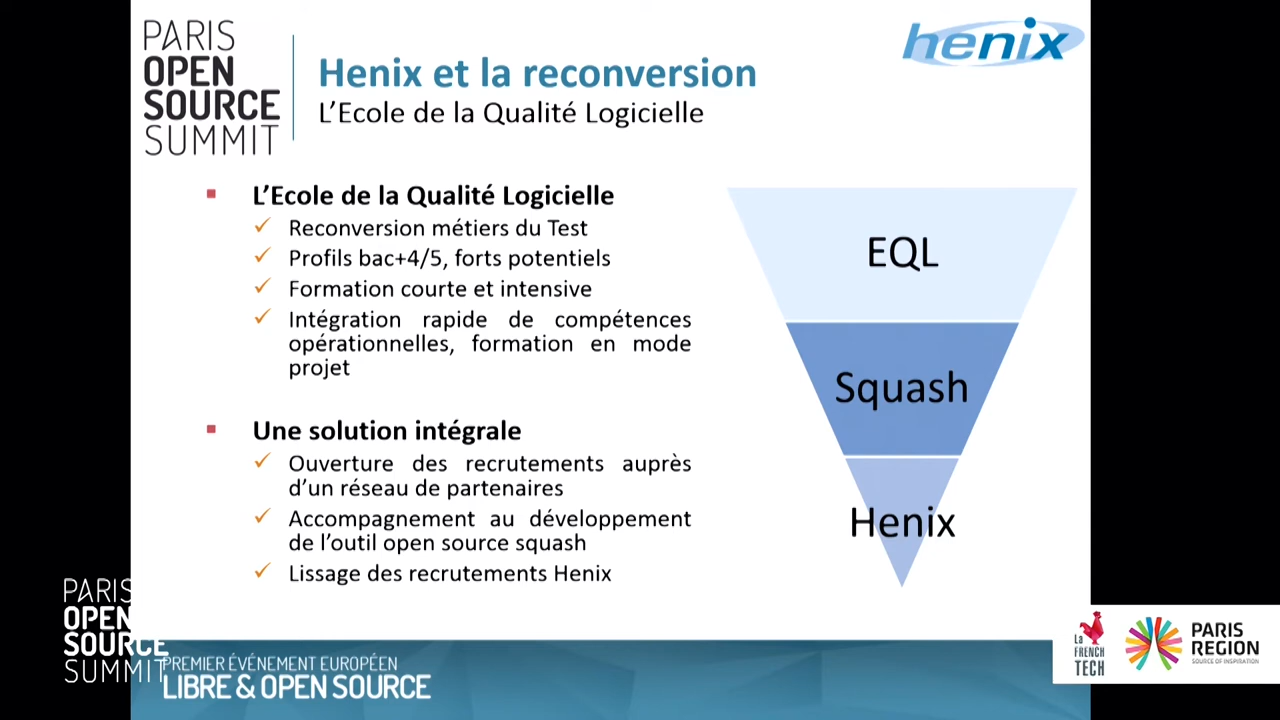 PARIS
OPEN
SOURCE
SUMMIT
henix
Henix et la reconversion
L'Ecole de la Qualité Logicielle
L'Ecole de la Qualité Logicielle
Reconversion métiers du Test
Profils bac+4/5, forts potentiels
Formation courte et intensive
Intégration rapide de compétences
opérationnelles, formation en mode
projet
Une solution intégrale
Ouverture des recrutements auprès
d'un réseau de partenaires
Accompagnement au développement
de l'outil open source squash
Lissage des recrutements Henix
EQL
Squash
Henix
PARIS
OPEN
SOURCE
SUMMIT
PREMIER ÉVÉNEMENT EUROPÉEN
LIBRE & OPEN SOURCE
La
FRENCH
TECH
PARIS
REGION
SOURCE OF INSPIRATION